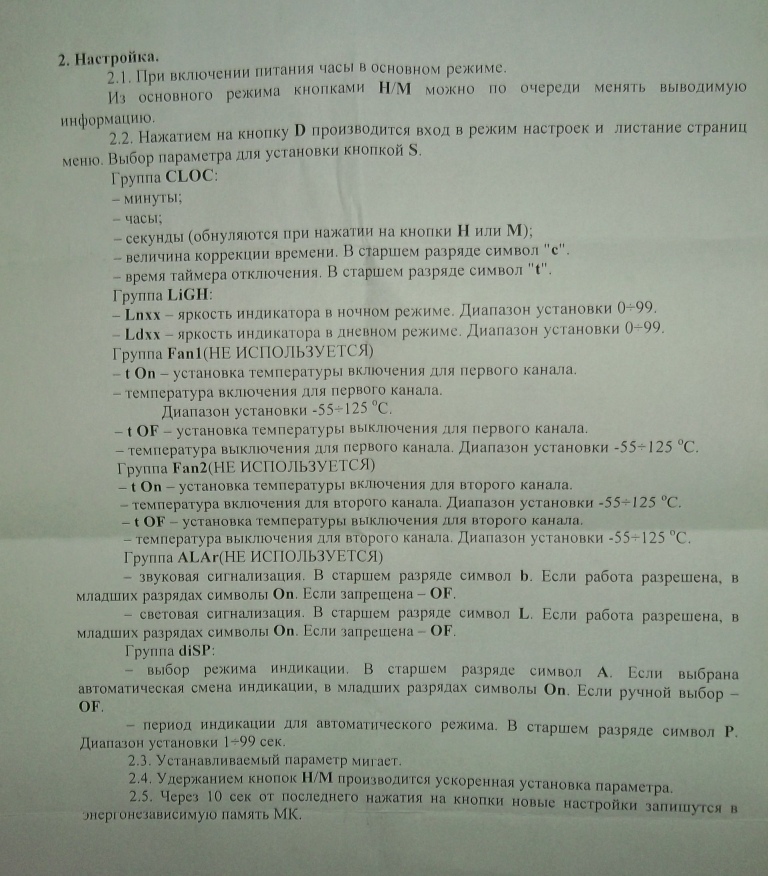 2. Настройка.
2.1. При включении питания часы в основном режиме.
Из основного режима кнопками H/M можно по очереди менять выводимую
информацию.
2.2. Нажатием на кнопку D производится вход в режим настроек и листание страниц
меню. Выбор параметра для установки кнопкой S.
Группа CLOC:
– минуты;
– часы;
– секунды (обнуляются при нажатии на кнопки H или M);
– величина коррекции времени. В старшем разряде символ "c".
– время таймера отключения. В старшем разряде символ "t".
Группа LiGH:
– Lnxx – яркость индикатора в ночном режиме. Диапазон установки 0÷99.
– Ldxx – яркость индикатора в дневном режиме. Диапазон установки 0÷99.
Группа Fan1(НЕ ИСПОЛЬЗУЕТСЯ)
– t On – установка температуры включения для первого канала.
– температура включения для первого канала.
Диапазон установки -55÷125 °C.
– t OF – установка температуры выключения для первого канала.
– температура выключения для первого канала. Диапазон установки -55÷125 °C.
Группа Fan2(НЕ ИСПОЛЬЗУЕТСЯ)
– t On – установка температуры включения для второго канала.
– температура включения для второго канала. Диапазон установки -55÷125 °C.
– t OF – установка температуры выключения для второго канала.
– температура выключения для второго канала. Диапазон установки -55÷125 °C.
Группа ALAr(НЕ ИСПОЛЬЗУЕТСЯ)
– звуковая сигнализация. В старшем разряде символ b. Если работа разрешена, в
младших разрядах символы On. Если запрещена – OF.
– световая сигнализация. В старшем разряде символ L. Если работа разрешена, в
младших разрядах символы On. Если запрещена – OF.
Группа diSP:
– выбор режима индикации. В старшем разряде символ A. Если выбрана
автоматическая смена индикации, в младших разрядах символы On. Если ручной выбор –
OF.
– период индикации для автоматического режима. В старшем разряде символ P.
Диапазон установки 1÷99 сек.
2.3. Устанавливаемый параметр мигает.
2.4. Удержанием кнопок H/M производится ускоренная установка параметра.
2.5. Через 10 сек от последнего нажатия на кнопки новые настройки запишутся в
энергонезависимую память МК.